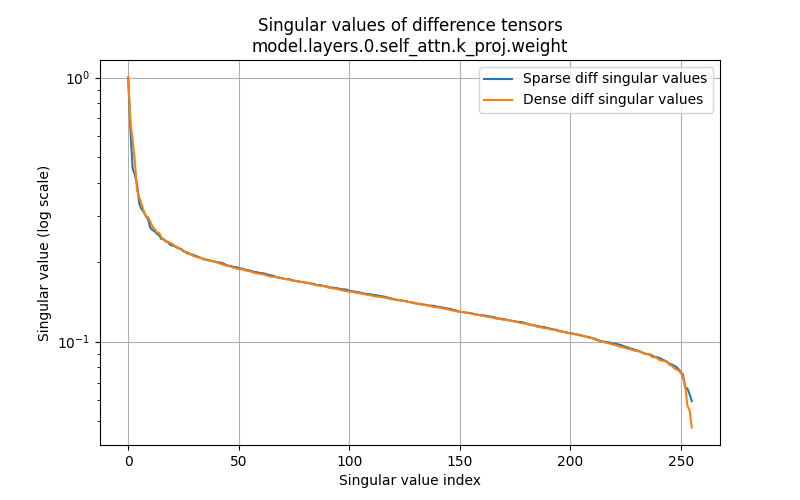 Singular values of difference tensors
model.layers.0.self_attn.k_proj.weight
Sparse diff singular values
Dense diff singular values
Singular value (log scale)
10⁰
10⁻¹
0 50 100 150 200 250
Singular value index